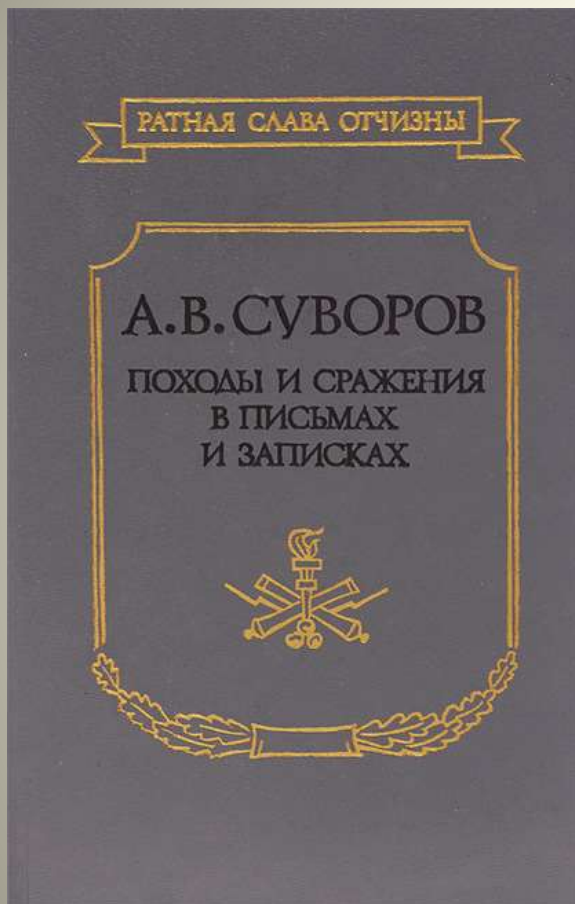 РАТНАЯ СЛАВА ОТЧИЗНЫ
А.В.СУВОРОВ
ПОХОДЫ И СРАЖЕНИЯ
В ПИСЬМАХ
И ЗАПИСКАХ